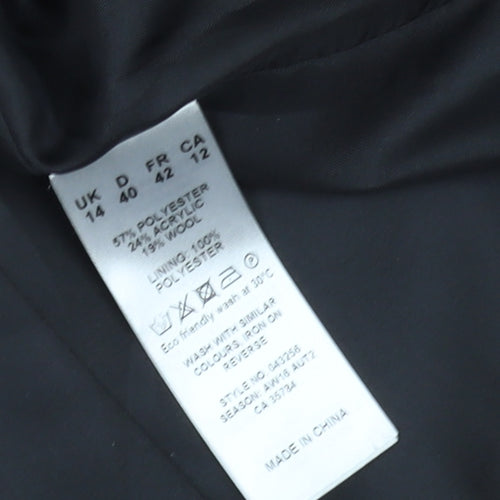 UK D FR CA
14 40 42 12
57% POLYESTER
24% ACRYLIC
19% WOOL
LINING: 100%
POLYESTER
Eco friendly wash at 30°C
WASH WITH SIMILAR
COLOURS, IRON ON
REVERSE
STYLE NO: 043256
SEASON: AW16 AUT2
CA 35734
MADE IN CHINA